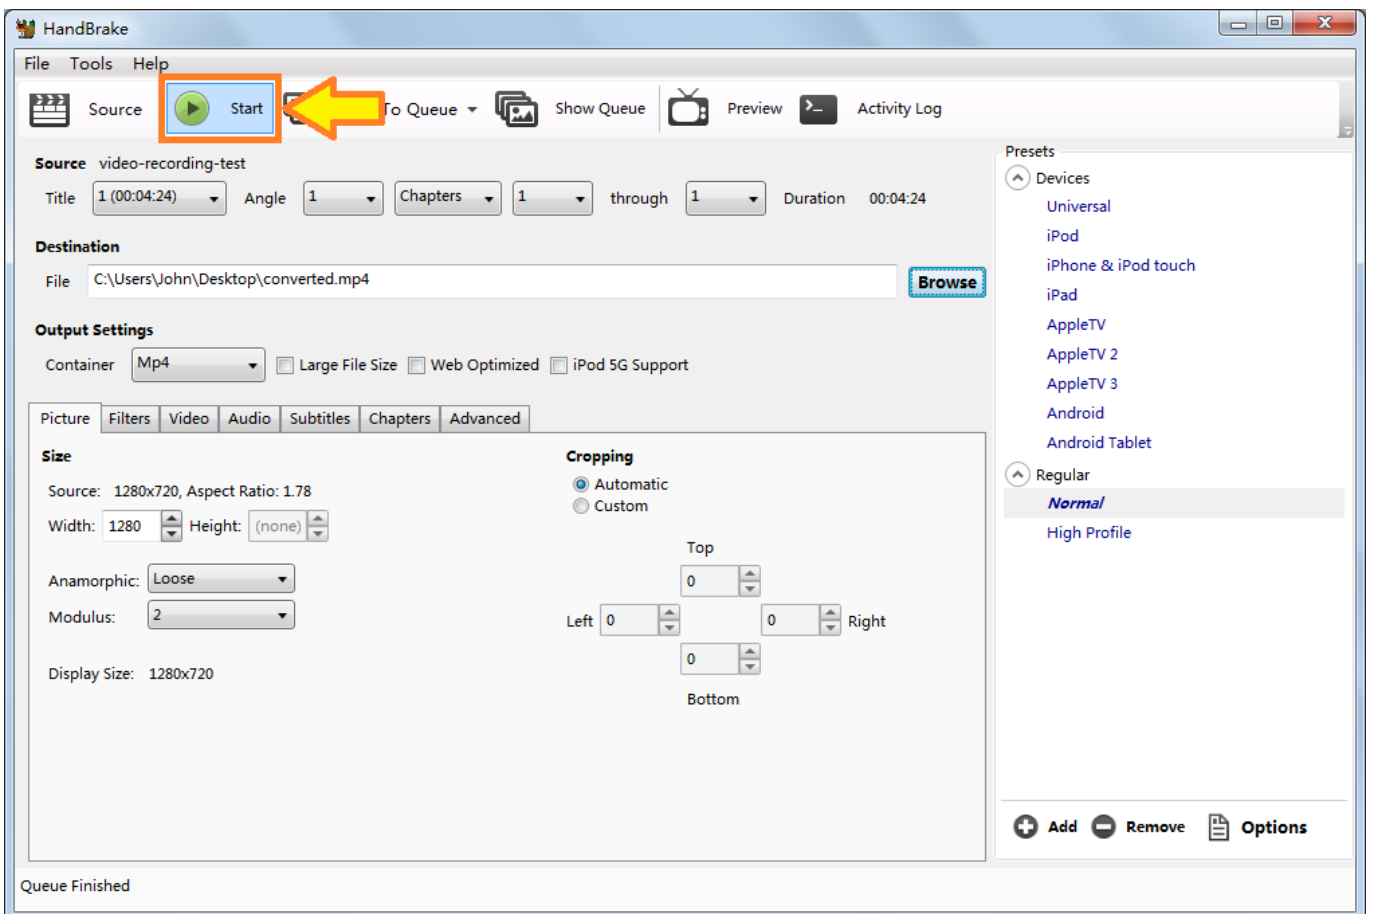 HandBrake
File Tools Help
Source Start To Queue Show Queue Preview Activity Log
Source video-recording-test
Title 1 (00:04:24) Angle 1 Chapters 1 through 1 Duration 00:04:24
Destination
File C:\Users\John\Desktop\converted.mp4 Browse
Output Settings
Container Mp4 Large File Size Web Optimized iPod 5G Support
Picture Filters Video Audio Subtitles Chapters Advanced
Size
Source: 1280x720, Aspect Ratio: 1.78
Width: 1280 Height: (none)
Anamorphic: Loose
Modulus: 2
Display Size: 1280x720
Cropping
Automatic
Custom
Top
0
Left 0 0 Right
0
Bottom
Presets
Devices
Universal
iPod
iPhone & iPod touch
iPad
AppleTV
AppleTV 2
AppleTV 3
Android
Android Tablet
Regular
Normal
High Profile
Add Remove Options
Queue Finished